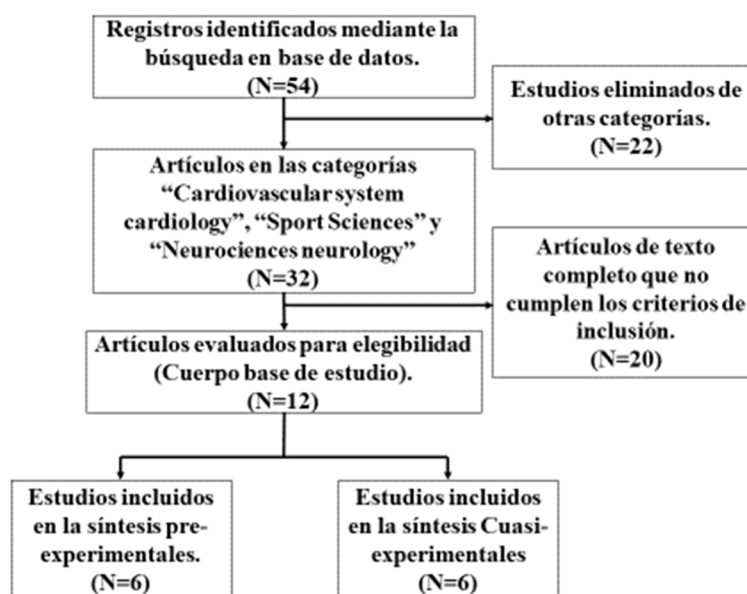 Registros identificados mediante la
búsqueda en base de datos.
(N=54)
Estudios eliminados de
otras categorías.
(N=22)
Artículos en las categorías
“Cardiovascular system
cardiology”, “Sport Sciences” y
“Neurociences neurology”
(N=32)
Artículos de texto
completo que no
cumplen los criterios de
inclusión.
(N=20)
Artículos evaluados para elegibilidad
(Cuerpo base de estudio).
(N=12)
Estudios incluidos
en la síntesis pre-
experimentales.
(N=6)
Estudios incluidos
en la síntesis Cuasi-
experimentales
(N=6)